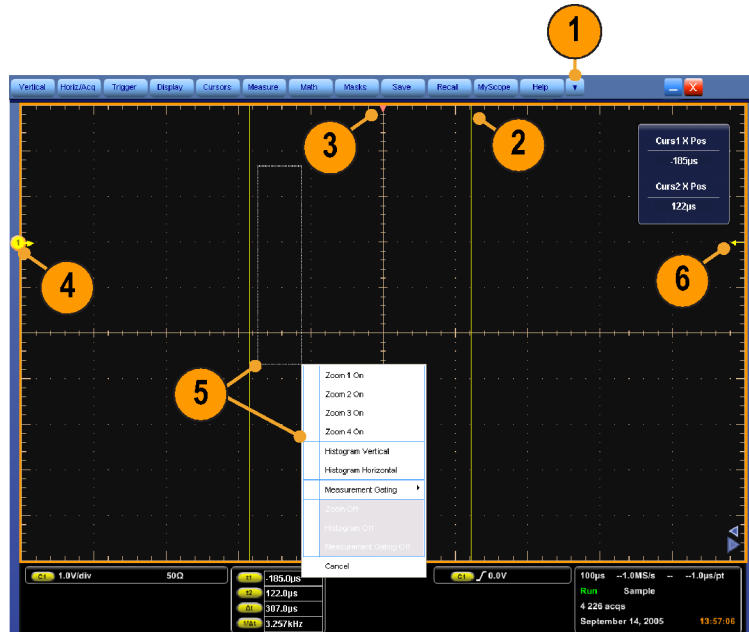 1
Vertical Horiz/Acq Trigger Display Cursors Measure Math Masks Save Recall MyScope Help
X
3
2
Curs1 X Pos
-185µs
Curs2 X Pos
122µs
1
4
6
5
Zoom 1 On
Zoom 2 On
Zoom 3 On
Zoom 4 On
Histogram Vertical
Histogram Horizontal
Measurement Gating
Zoom Off
Histogram Off
Measurement Gating Off
Cancel
C1 1.0V/div 50Ω
t1 -185.0µs
t2 122.0µs
Δt 307.0µs
1/Δt 3.257kHz
C1 0.0V
100µs --1.0MS/s -- --1.0µs/pt
Run Sample
4 226 acqs
September 14, 2005 13:57:06